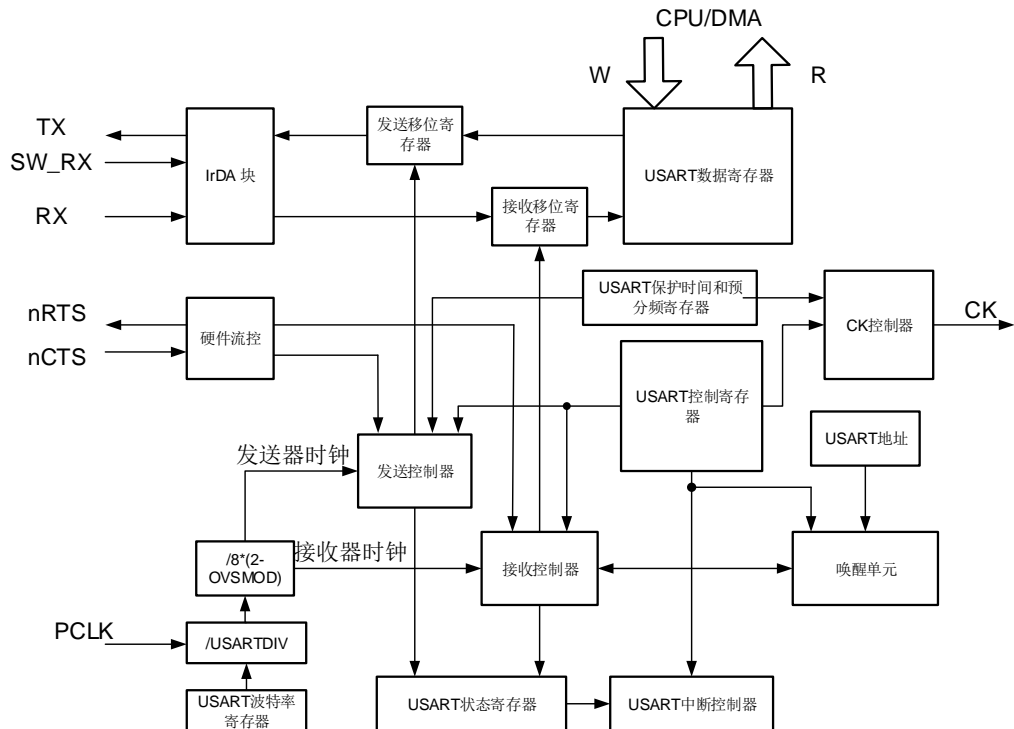 CPU/DMA
W
R
TX
SW_RX
RX
IrDA 块
发送移位寄
存器
接收移位寄
存器
USART数据寄存器
nRTS
nCTS
硬件流控
USART保护时间和预
分频寄存器
CK控制器
CK
USART控制寄存
器
USART地址
发送器时钟
发送控制器
/8*(2-
OVSMOD)
接收器时钟
接收控制器
唤醒单元
PCLK
/USARTDIV
USART波特率
寄存器
USART状态寄存器
USART中断控制器